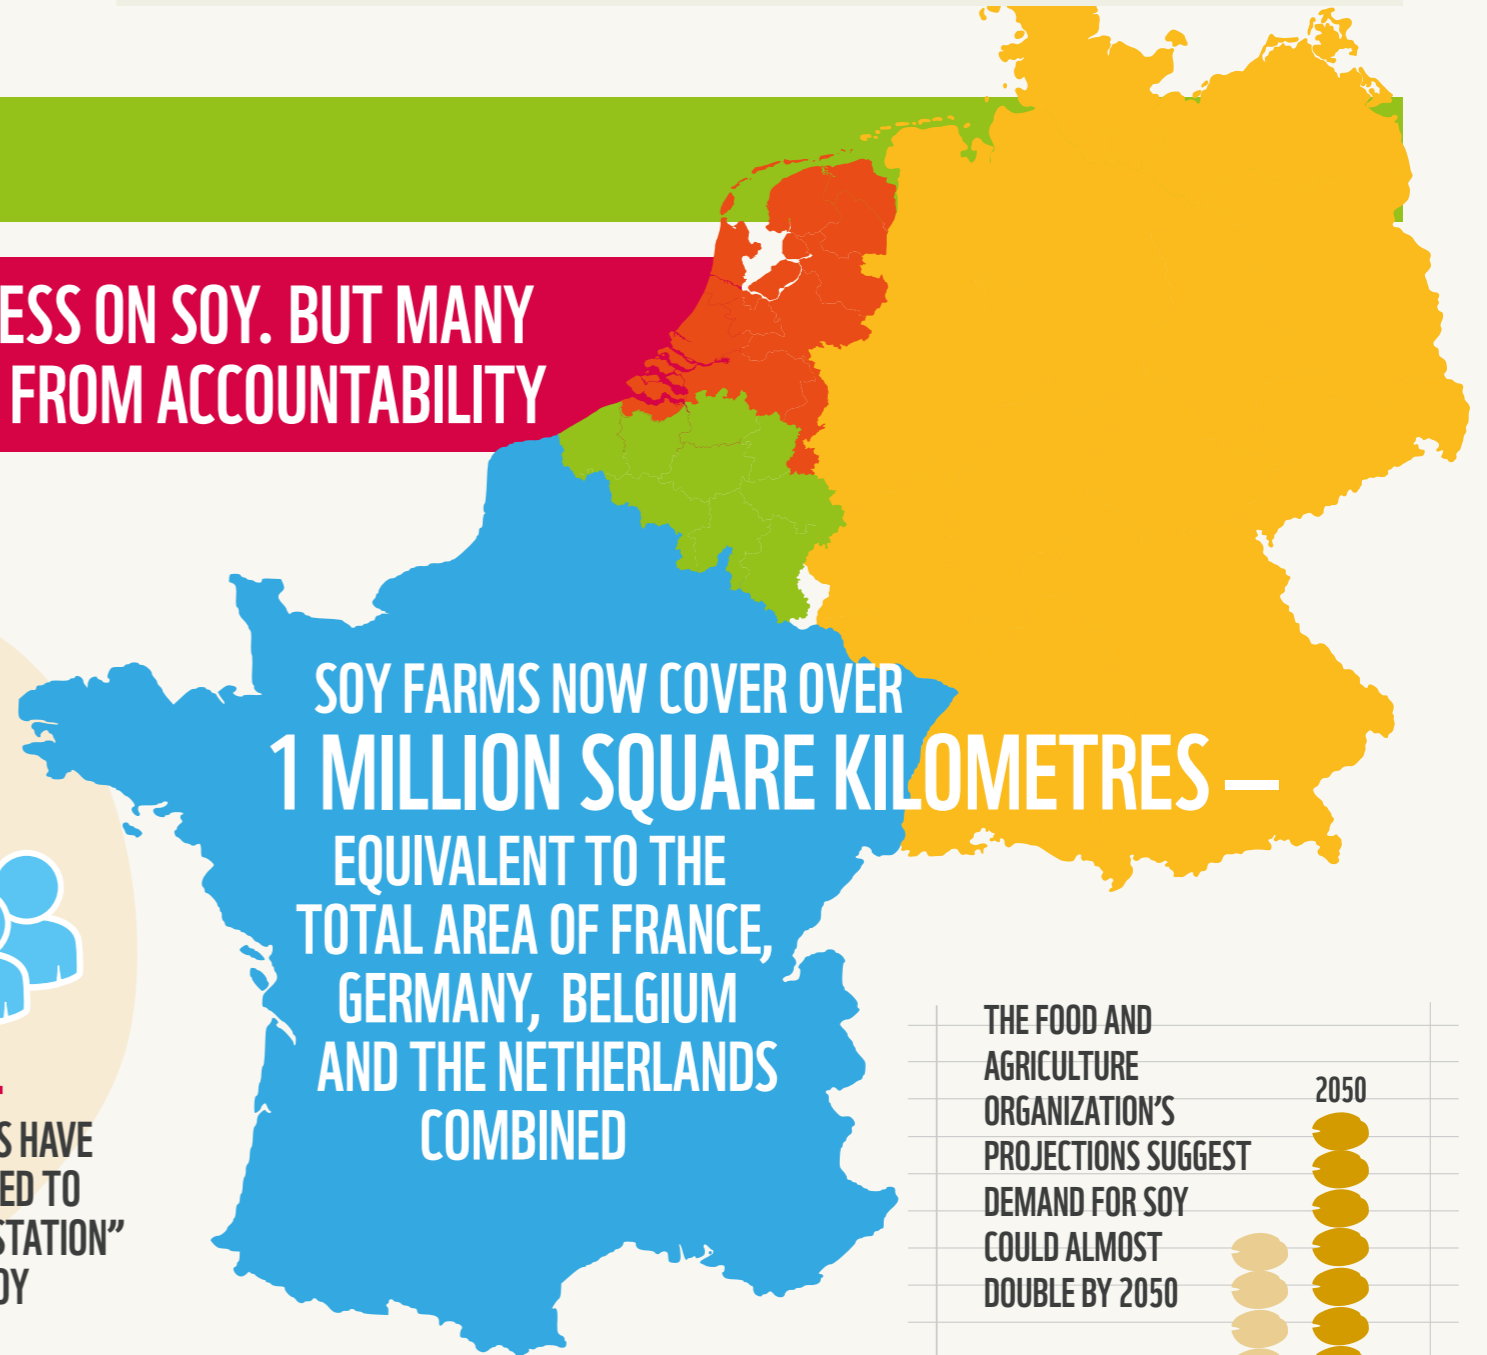 ESS ON SOY. BUT MANY
FROM ACCOUNTABILITY
SOY FARMS NOW COVER OVER
1 MILLION SQUARE KILOMETRES –
EQUIVALENT TO THE
TOTAL AREA OF FRANCE,
GERMANY, BELGIUM
AND THE NETHERLANDS
COMBINED
S HAVE
ED TO
STATION”
OY
THE FOOD AND
AGRICULTURE
ORGANIZATION’S
PROJECTIONS SUGGEST
DEMAND FOR SOY
COULD ALMOST
DOUBLE BY 2050
2050